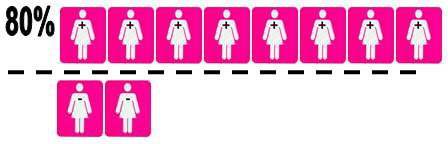 80%
+ + + + + + + +
- -